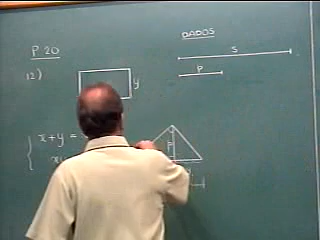 P. 20
12)
y
x + y =
DADOS
S
P
P